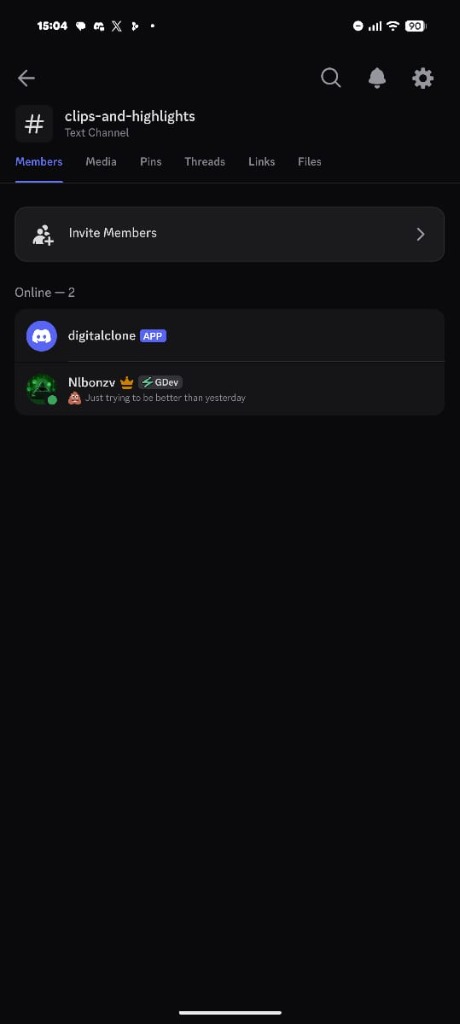 15:04
90
clips-and-highlights
Text Channel
Members Media Pins Threads Links Files
Invite Members
Online — 2
digitalclone APP
Nlbonzv GDev
Just trying to be better than yesterday